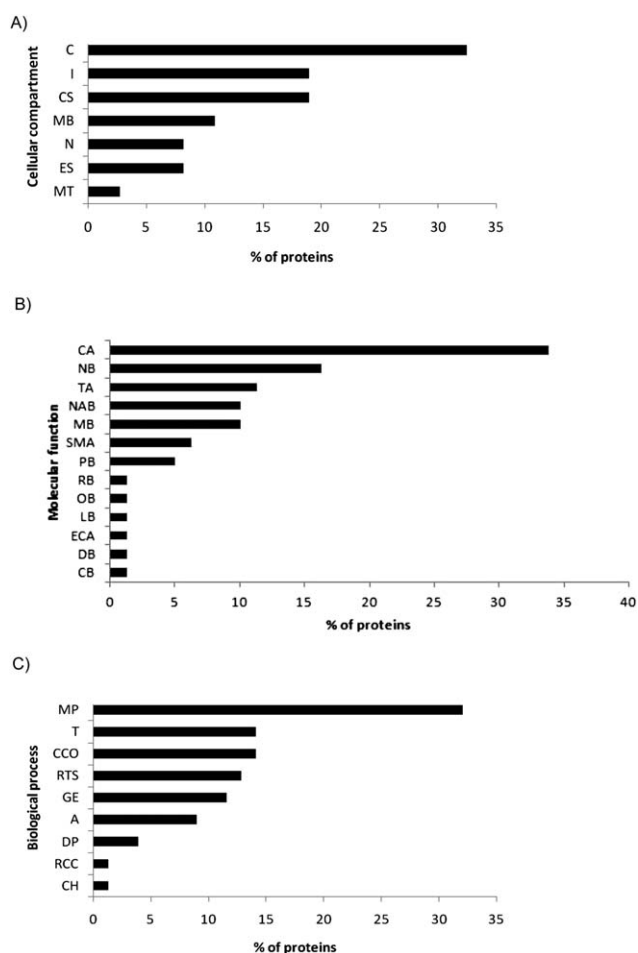 A)
Cellular compartment
C
I
CS
MB
N
ES
MT
0 5 10 15 20 25 30 35
% of proteins
B)
Molecular function
CA
NB
TA
NAB
MB
SMA
PB
RB
OB
LB
ECA
DB
CB
0 5 10 15 20 25 30 35 40
% of proteins
C)
Biological process
MP
T
CCO
RTS
GE
A
DP
RCC
CH
0 5 10 15 20 25 30 35
% of proteins